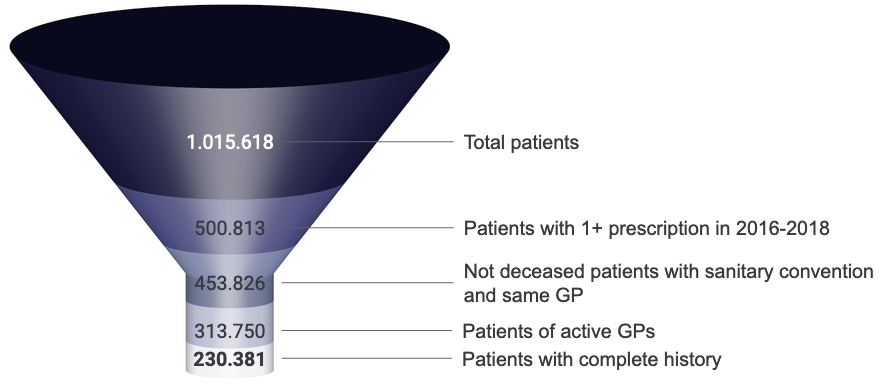 1.015.618 Total patients
500.813 Patients with 1+ prescription in 2016-2018
453.826 Not deceased patients with sanitary convention
and same GP
313.750 Patients of active GPs
230.381 Patients with complete history